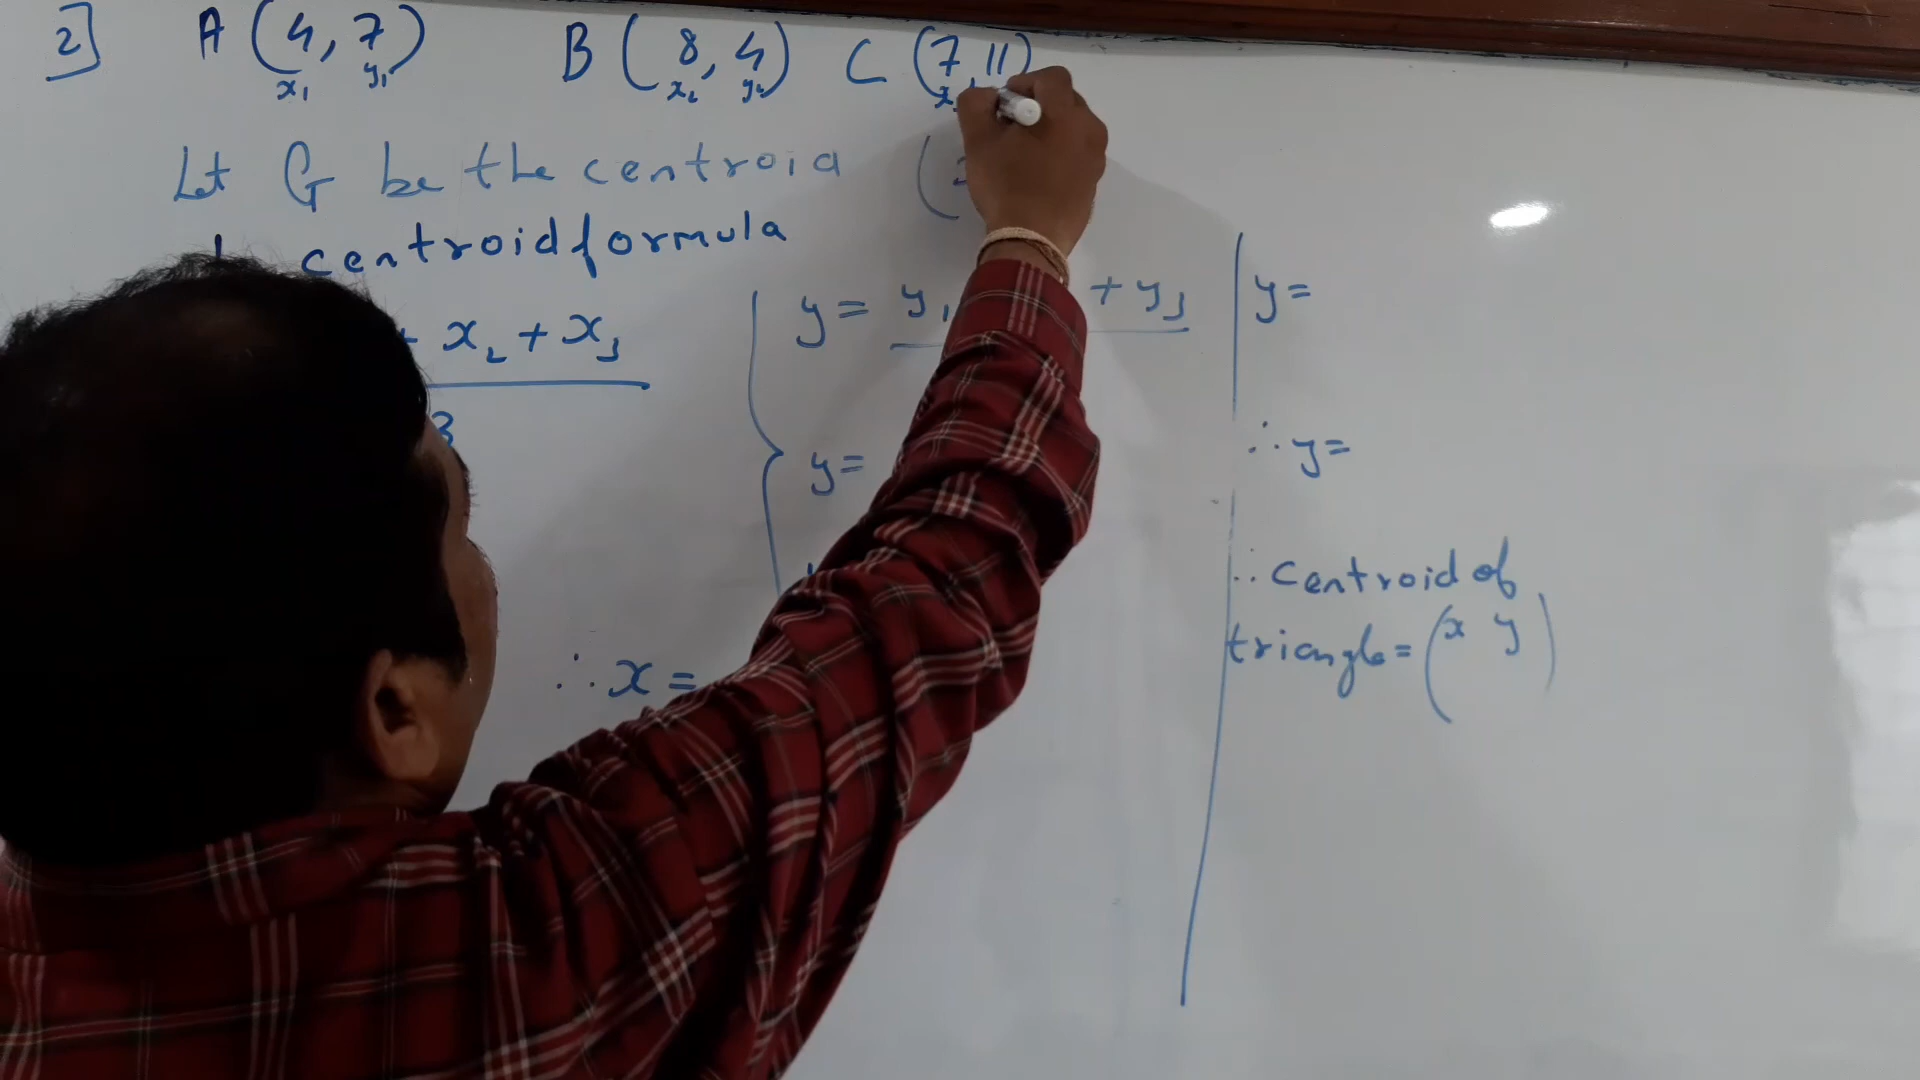 2] A (4, 7) B (8, 4) C (7, 11)
x₁ y₁ x₂ y₂
Let G be the centroid (
centroid formula
x₂ + x₃
3
y = y₁ + y₃
y =
∴ x =
y =
∴ y =
∴ centroid of
triangle = (x y)